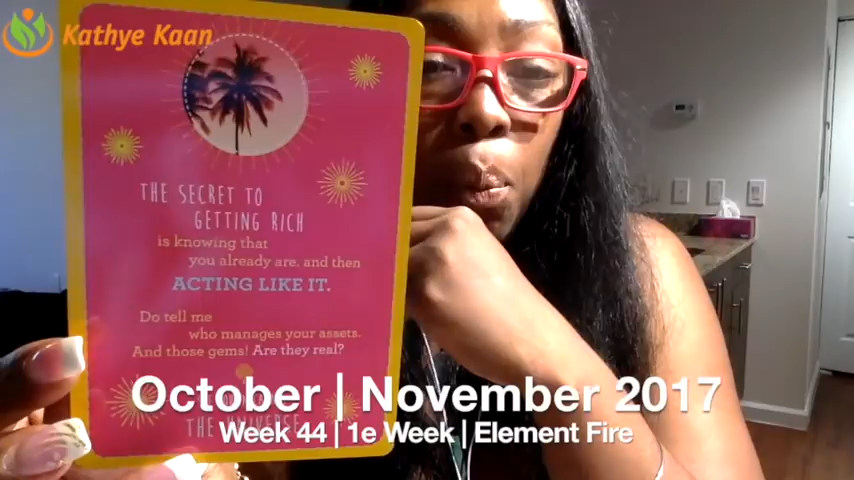 Kathye Kaan
THE SECRET TO
GETTING RICH
is knowing that
you already are, and then
ACTING LIKE IT.
Do tell me
who manages your assets.
And those gems! Are they real?
October | November 2017
THE UNIVERSE
Week 44 | 1e Week | Element Fire